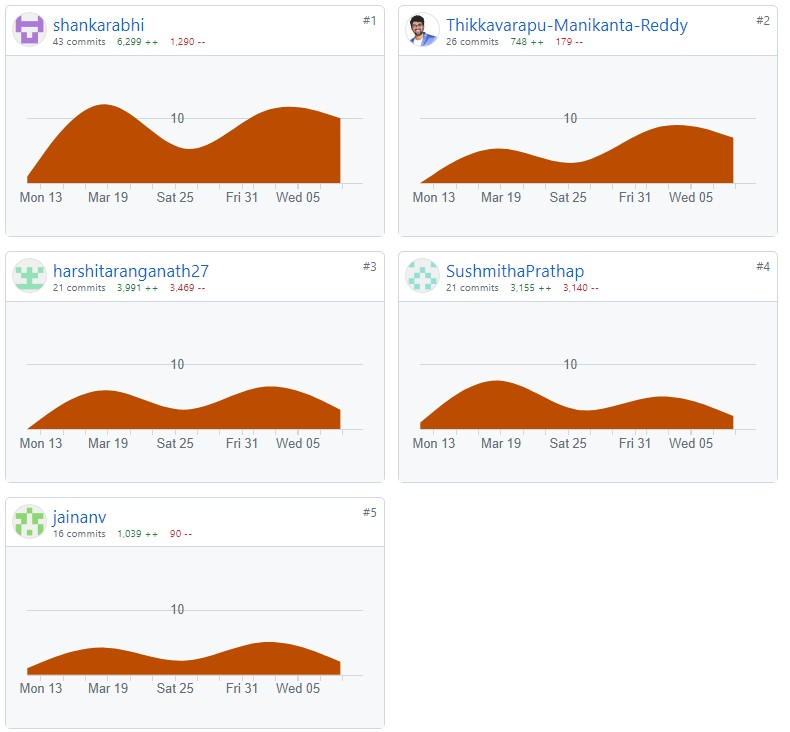 shankarabhi #1
43 commits 6,299 ++ 1,290 --
10
Mon 13 Mar 19 Sat 25 Fri 31 Wed 05
Thikkavarapu-Manikanta-Reddy #2
26 commits 748 ++ 179 --
10
Mon 13 Mar 19 Sat 25 Fri 31 Wed 05
harshitaranganath27 #3
21 commits 3,991 ++ 3,469 --
10
Mon 13 Mar 19 Sat 25 Fri 31 Wed 05
SushmithaPrathap #4
21 commits 3,155 ++ 3,140 --
10
Mon 13 Mar 19 Sat 25 Fri 31 Wed 05
jainanv #5
16 commits 1,039 ++ 90 --
10
Mon 13 Mar 19 Sat 25 Fri 31 Wed 05